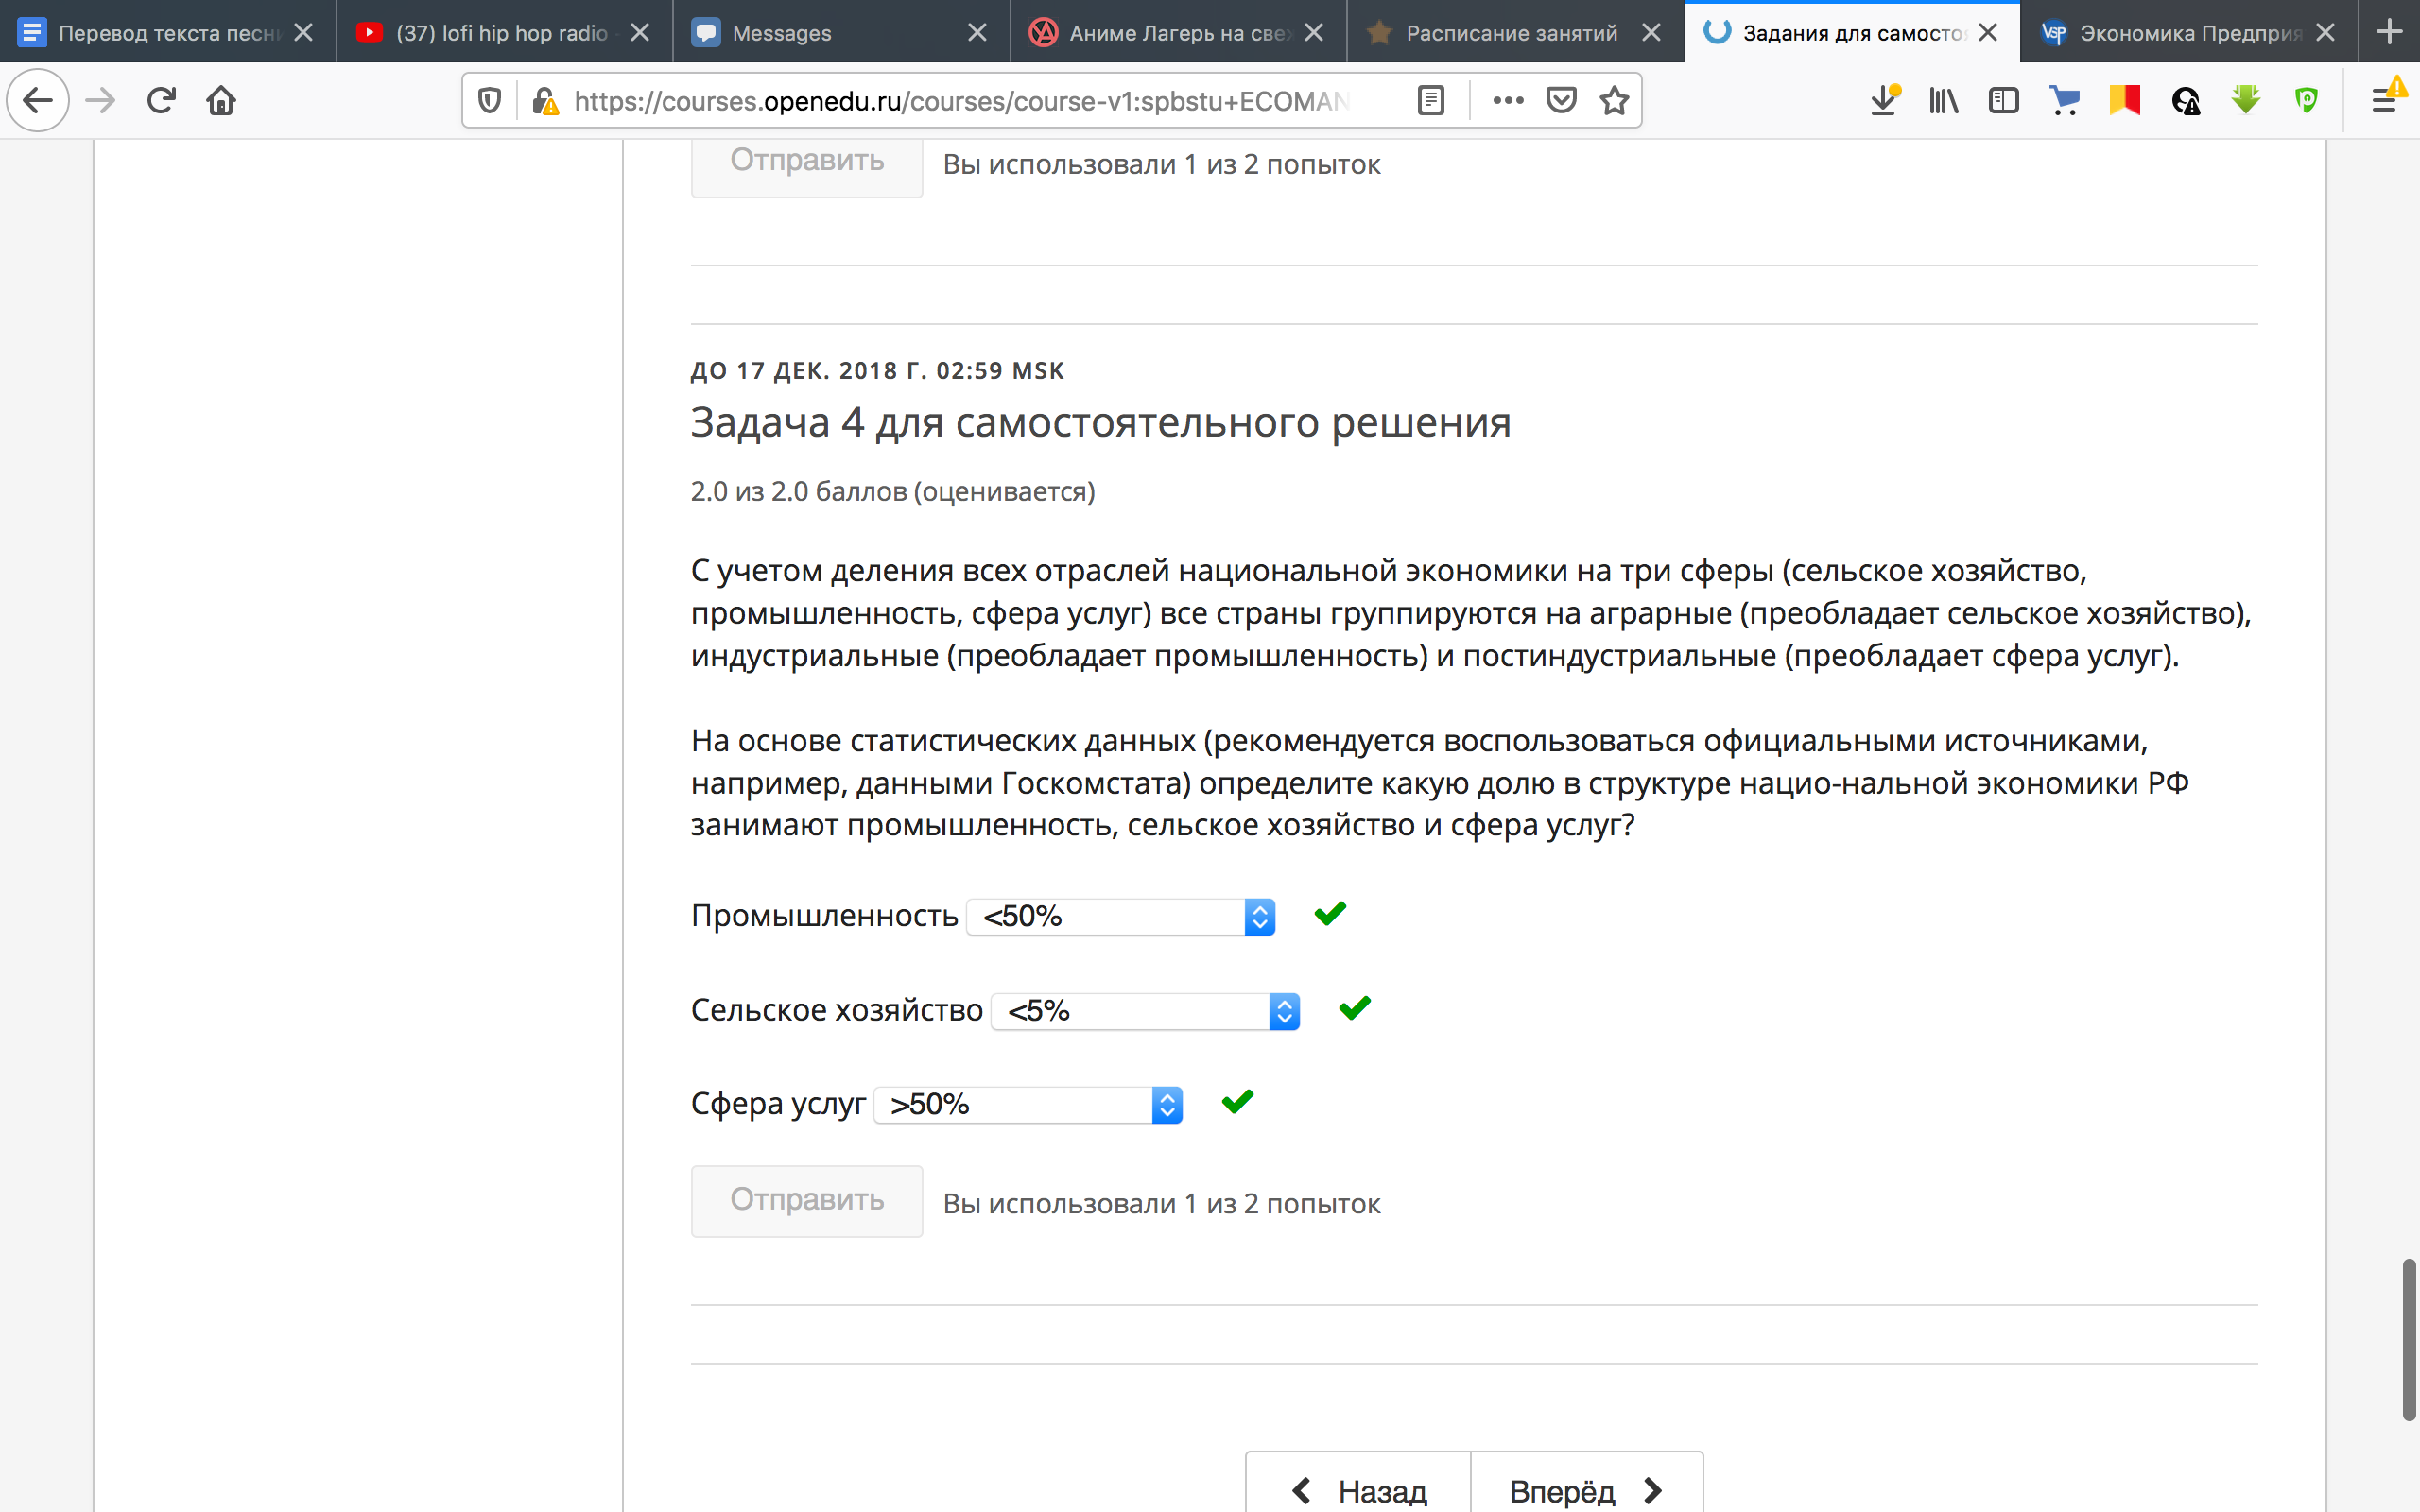 Перевод текста песн
(37) lofi hip hop radio
Messages
Аниме Лагерь на све
Расписание занятий
Задания для самосто
VSP
Экономика Предпри
https://courses.openedu.ru/courses/course-v1:spbstu+ECOMAN
Отправить
Вы использовали 1 из 2 попыток
ДО 17 ДЕК. 2018 Г. 02:59 MSK
Задача 4 для самостоятельного решения
2.0 из 2.0 баллов (оценивается)
С учетом деления всех отраслей национальной экономики на три сферы (сельское хозяйство,
промышленность, сфера услуг) все страны группируются на аграрные (преобладает сельское хозяйство),
индустриальные (преобладает промышленность) и постиндустриальные (преобладает сфера услуг).
На основе статистических данных (рекомендуется воспользоваться официальными источниками,
например, данными Госкомстата) определите какую долю в структуре нацио-нальной экономики РФ
занимают промышленность, сельское хозяйство и сфера услуг?
Промышленность <50%
Сельское хозяйство <5%
Сфера услуг >50%
Отправить
Вы использовали 1 из 2 попыток
Назад
Вперёд